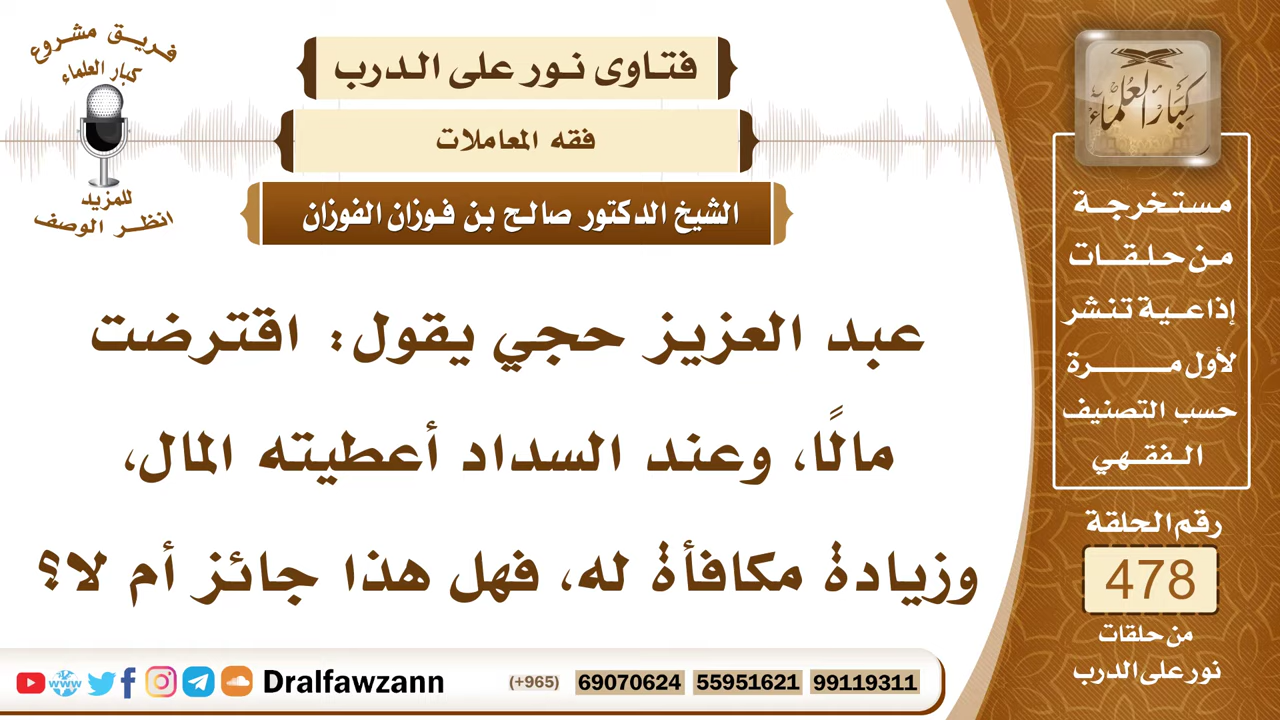 فريق مشروع
كبار العلماء
للمزيد
انظر الوصف
فتاوى نور على الدرب
فقه المعاملات
الشيخ الدكتور صالح بن فوزان الفوزان
عبد العزيز حجي يقول: اقترضت
مالًا، وعند السداد أعطيته المال،
وزيادة مكافأة له، فهل هذا جائز أم لا؟
كبار العلماء
مستخرجة
من حلقات
إذاعية تنشر
لأول مرة
حسب التصنيف
الفقهي
رقم الحلقة
478
من حلقات
نور على الدرب
www
Dralfawzann
(+965) 69070624 55951621 99119311